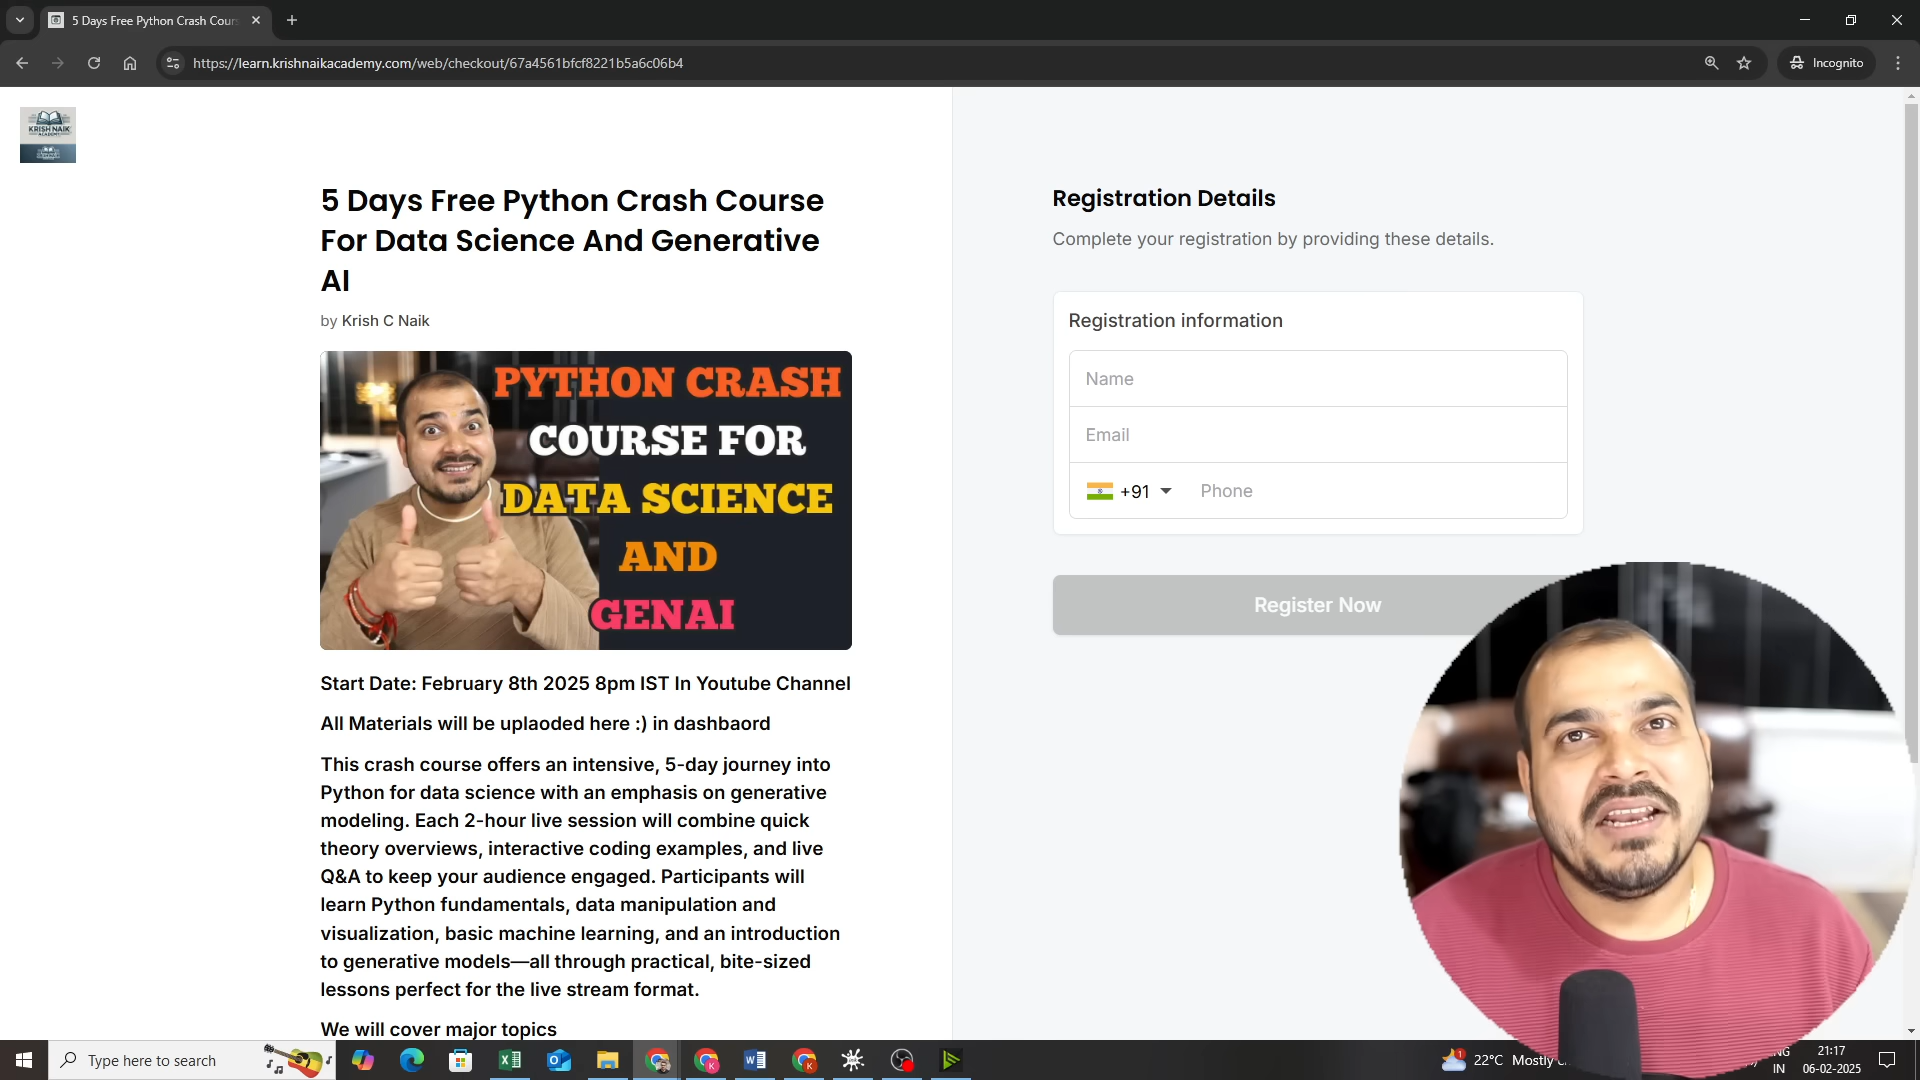 5 Days Free Python Crash Cour
https://learn.krishnaikacademy.com/web/checkout/67a4561bfcf8221b5a6c06b4
Incognito
KRISH NAIK
ACADEMY
5 Days Free Python Crash Course
For Data Science And Generative
AI
by Krish C Naik
PYTHON CRASH
COURSE FOR
DATA SCIENCE
AND
GENAI
Start Date: February 8th 2025 8pm IST In Youtube Channel
All Materials will be uplaoded here :) in dashbaord
This crash course offers an intensive, 5-day journey into
Python for data science with an emphasis on generative
modeling. Each 2-hour live session will combine quick
theory overviews, interactive coding examples, and live
Q&A to keep your audience engaged. Participants will
learn Python fundamentals, data manipulation and
visualization, basic machine learning, and an introduction
to generative models—all through practical, bite-sized
lessons perfect for the live stream format.
We will cover major topics
Registration Details
Complete your registration by providing these details.
Registration information
Name
Email
+91
Phone
Register Now
Type here to search
22°C Mostly
IN
21:17
06-02-2025